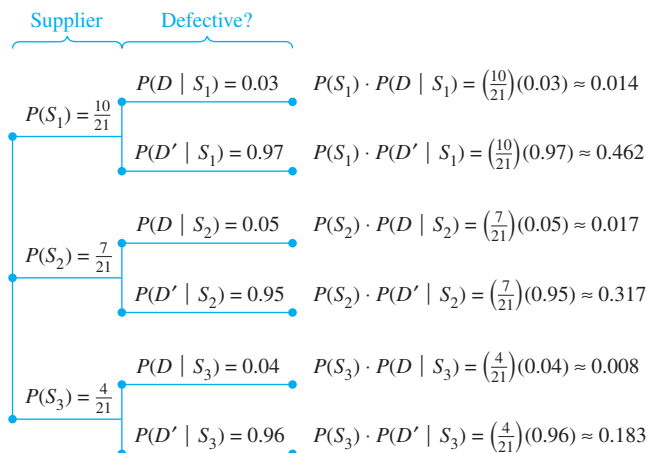 Supplier Defective?
P(D | S₁) = 0.03 P(S₁) · P(D | S₁) = (10/21)(0.03) ≈ 0.014
P(S₁) = 10/21
P(D′ | S₁) = 0.97 P(S₁) · P(D′ | S₁) = (10/21)(0.97) ≈ 0.462
P(D | S₂) = 0.05 P(S₂) · P(D | S₂) = (7/21)(0.05) ≈ 0.017
P(S₂) = 7/21
P(D′ | S₂) = 0.95 P(S₂) · P(D′ | S₂) = (7/21)(0.95) ≈ 0.317
P(D | S₃) = 0.04 P(S₃) · P(D | S₃) = (4/21)(0.04) ≈ 0.008
P(S₃) = 4/21
P(D′ | S₃) = 0.96 P(S₃) · P(D′ | S₃) = (4/21)(0.96) ≈ 0.183